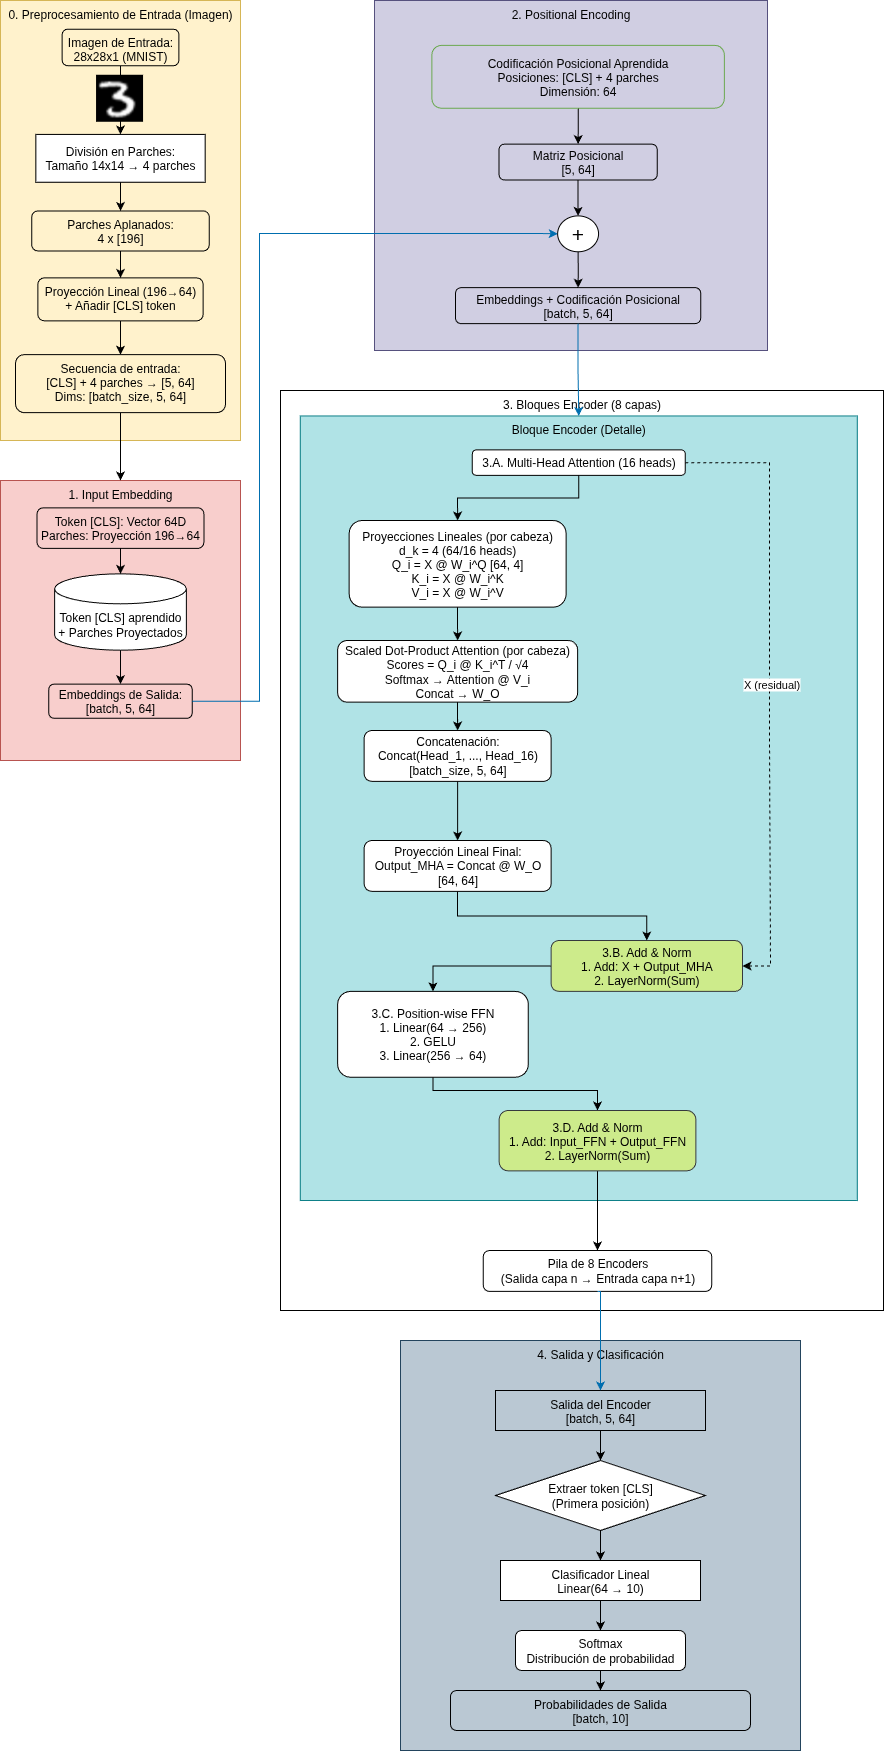 0. Preprocesamiento de Entrada (Imagen)
Imagen de Entrada:
28x28x1 (MNIST)
3
División en Parches:
Tamaño 14x14 → 4 parches
Parches Aplanados:
4 x [196]
Proyección Lineal (196→64)
+ Añadir [CLS] token
Secuencia de entrada:
[CLS] + 4 parches → [5, 64]
Dims: [batch_size, 5, 64]
1. Input Embedding
Token [CLS]: Vector 64D
Parches: Proyección 196→64
Token [CLS] aprendido
+ Parches Proyectados
Embeddings de Salida:
[batch, 5, 64]
2. Positional Encoding
Codificación Posicional Aprendida
Posiciones: [CLS] + 4 parches
Dimensión: 64
Matriz Posicional
[5, 64]
+
Embeddings + Codificación Posicional
[batch, 5, 64]
3. Bloques Encoder (8 capas)
Bloque Encoder (Detalle)
3.A. Multi-Head Attention (16 heads)
Proyecciones Lineales (por cabeza)
d_k = 4 (64/16 heads)
Q_i = X @ W_i^Q [64, 4]
K_i = X @ W_i^K
V_i = X @ W_i^V
Scaled Dot-Product Attention (por cabeza)
Scores = Q_i @ K_i^T / √4
Softmax → Attention @ V_i
Concat → W_O
X (residual)
Concatenación:
Concat(Head_1, ..., Head_16)
[batch_size, 5, 64]
Proyección Lineal Final:
Output_MHA = Concat @ W_O
[64, 64]
3.B. Add & Norm
1. Add: X + Output_MHA
2. LayerNorm(Sum)
3.C. Position-wise FFN
1. Linear(64 → 256)
2. GELU
3. Linear(256 → 64)
3.D. Add & Norm
1. Add: Input_FFN + Output_FFN
2. LayerNorm(Sum)
Pila de 8 Encoders
(Salida capa n → Entrada capa n+1)
4. Salida y Clasificación
Salida del Encoder
[batch, 5, 64]
Extraer token [CLS]
(Primera posición)
Clasificador Lineal
Linear(64 → 10)
Softmax
Distribución de probabilidad
Probabilidades de Salida
[batch, 10]